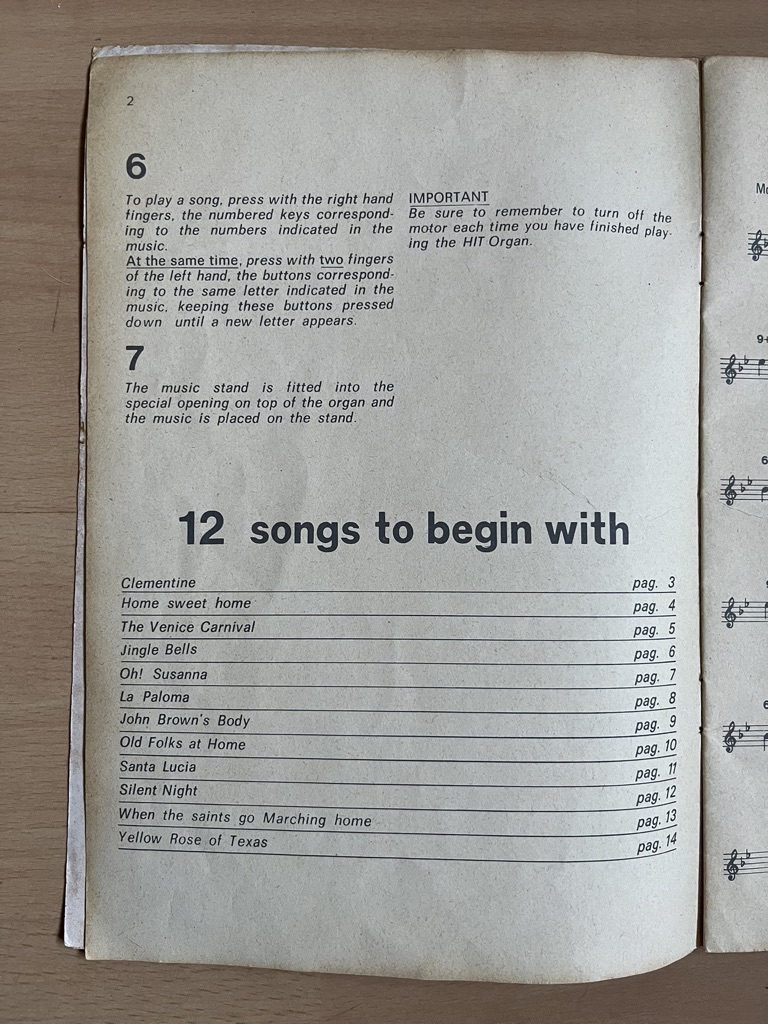 2
6
To play a song, press with the right hand
fingers, the numbered keys correspond-
ing to the numbers indicated in the
music.
At the same time, press with two fingers
of the left hand, the buttons correspond-
ing to the same letter indicated in the
music, keeping these buttons pressed
down until a new letter appears.
7
The music stand is fitted into the
special opening on top of the organ and
the music is placed on the stand.
IMPORTANT
Be sure to remember to turn off the
motor each time you have finished play-
ing the HIT Organ.
12 songs to begin with
Clementine pag. 3
Home sweet home pag. 4
The Venice Carnival pag. 5
Jingle Bells pag. 6
Oh! Susanna pag. 7
La Paloma pag. 8
John Brown's Body pag. 9
Old Folks at Home pag. 10
Santa Lucia pag. 11
Silent Night pag. 12
When the saints go Marching home pag. 13
Yellow Rose of Texas pag. 14